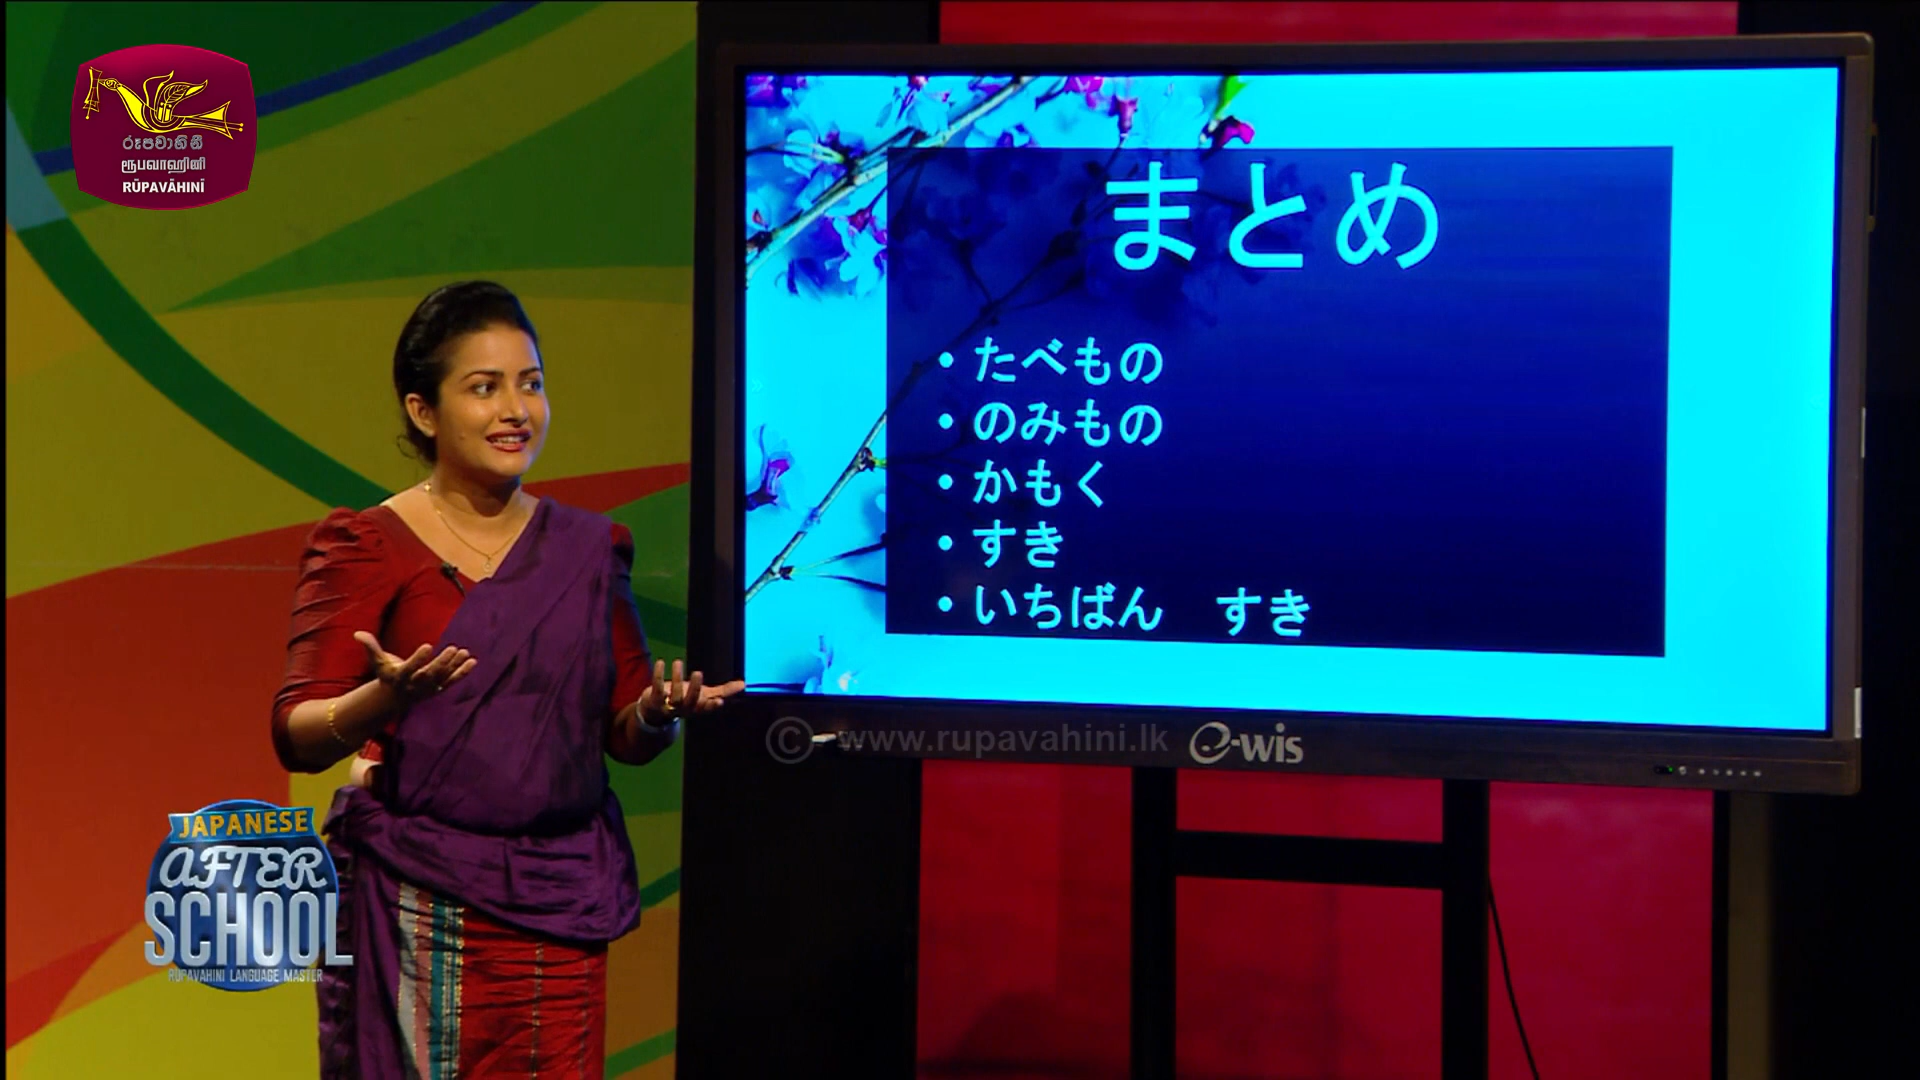 රූපවාහිනී
ரூபவாஹினி
RŪPAVĀHINĪ
まとめ
• たべもの
• のみもの
• かもく
• すき
• いちばん　すき
© www.rupavahini.lk
e-wis
JAPANESE
AFTER
SCHOOL
RUPAVAHINI LANGUAGE MASTER